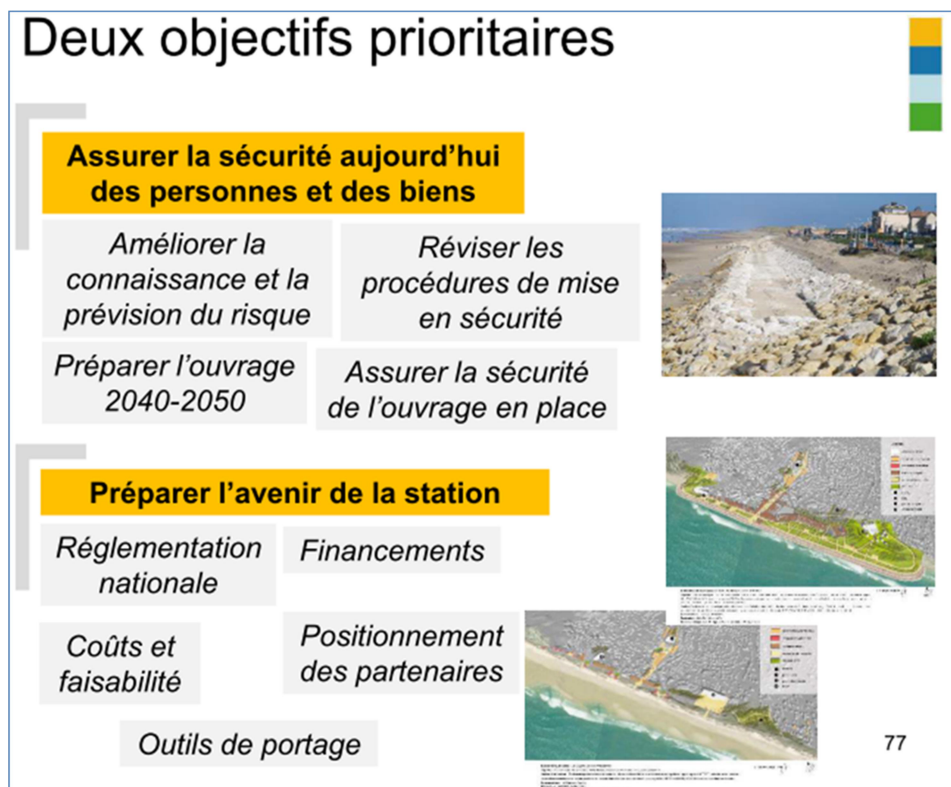 Deux objectifs prioritaires
Assurer la sécurité aujourd’hui
des personnes et des biens
Améliorer la
connaissance et la
prévision du risque
Réviser les
procédures de mise
en sécurité
Préparer l’ouvrage
2040-2050
Assurer la sécurité
de l’ouvrage en place
Préparer l’avenir de la station
Réglementation
nationale
Financements
Coûts et
faisabilité
Positionnement
des partenaires
Outils de portage
77